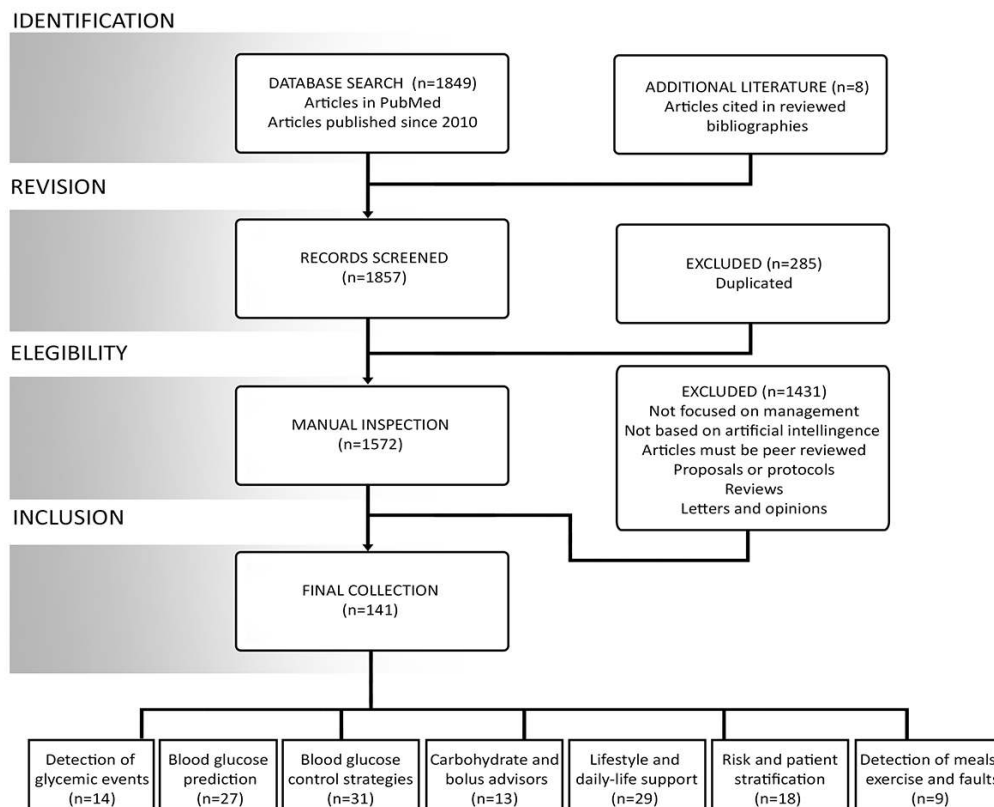 IDENTIFICATION
DATABASE SEARCH (n=1849)
Articles in PubMed
Articles published since 2010
ADDITIONAL LITERATURE (n=8)
Articles cited in reviewed
bibliographies
REVISION
RECORDS SCREENED
(n=1857)
EXCLUDED (n=285)
Duplicated
ELEGIBILITY
MANUAL INSPECTION
(n=1572)
EXCLUDED (n=1431)
Not focused on management
Not based on artificial intellingence
Articles must be peer reviewed
Proposals or protocols
Reviews
Letters and opinions
INCLUSION
FINAL COLLECTION
(n=141)
Detection of
glycemic events
(n=14)
Blood glucose
prediction
(n=27)
Blood glucose
control strategies
(n=31)
Carbohydrate and
bolus advisors
(n=13)
Lifestyle and
daily-life support
(n=29)
Risk and patient
stratification
(n=18)
Detection of meals
exercise and faults
(n=9)